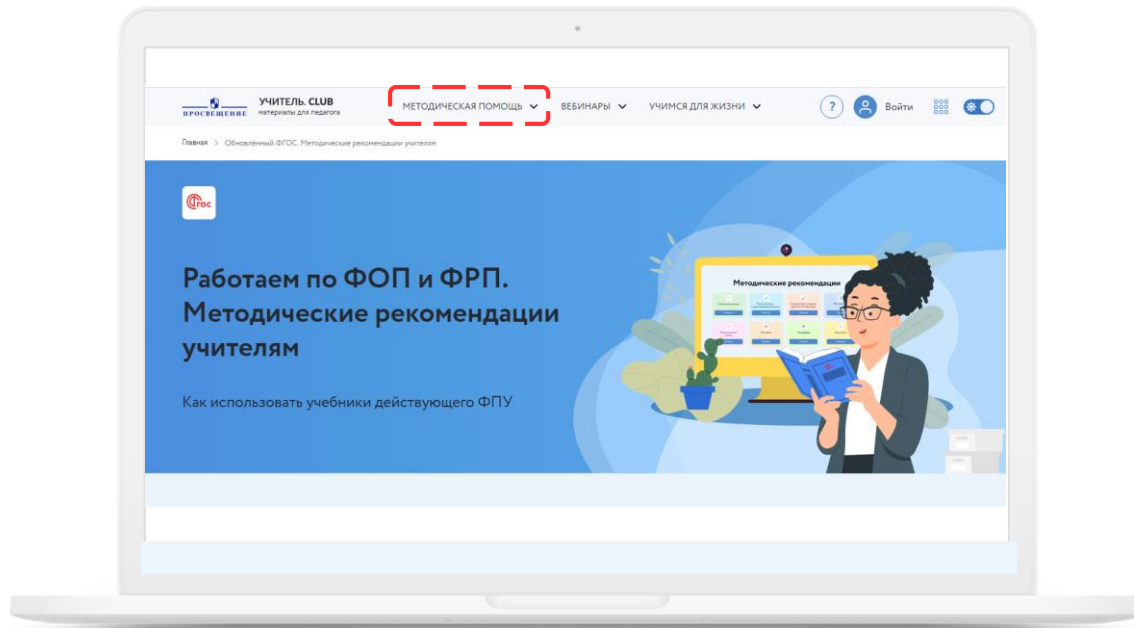 ПРОСВЕЩЕНИЕ
УЧИТЕЛЬ. CLUB
материалы для педагога
МЕТОДИЧЕСКАЯ ПОМОЩЬ
ВЕБИНАРЫ
УЧИМСЯ ДЛЯ ЖИЗНИ
?
Войти
Главная > Обновлённый ФГОС. Методические рекомендации учителям
Фгос
Работаем по ФОП и ФРП.
Методические рекомендации
учителям
Как использовать учебники действующего ФПУ
Методические рекомендации